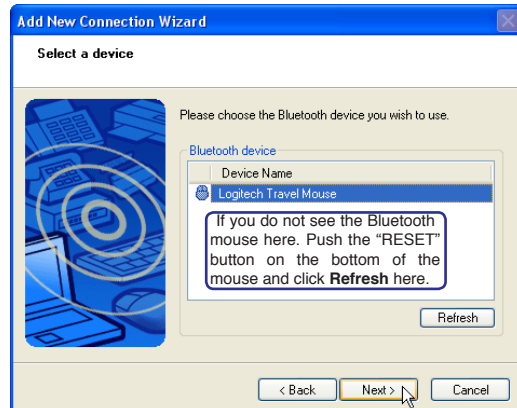 Add New Connection Wizard
Select a device
Please choose the Bluetooth device you wish to use.
Bluetooth device
Device Name
Logitech Travel Mouse
If you do not see the Bluetooth
mouse here. Push the “RESET”
button on the bottom of the
mouse and click Refresh here.
Refresh
< Back Next > Cancel